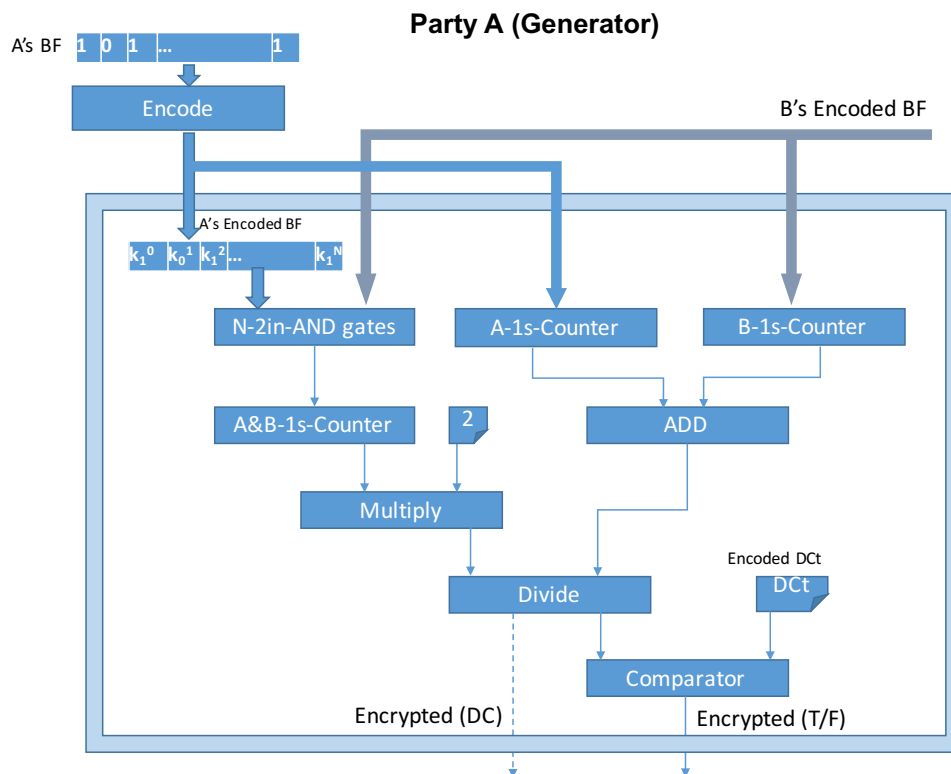 Party A (Generator)
A's BF 1 0 1 ... 1
Encode
B's Encoded BF
A's Encoded BF
k₁⁰ k₀¹ k₁² ... k₁ᴺ
N-2in-AND gates A-1s-Counter B-1s-Counter
A&B-1s-Counter 2 ADD
Multiply
Encoded DCt
Divide DCt
Comparator
Encrypted (DC) Encrypted (T/F)